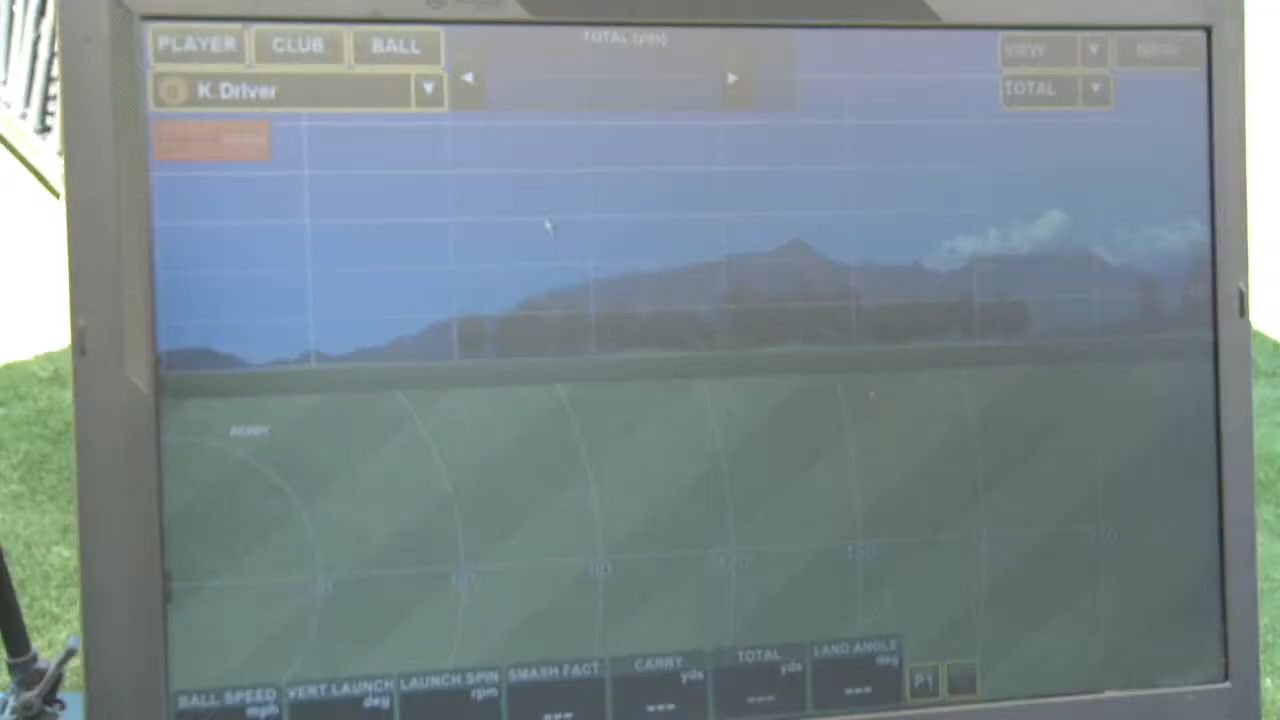 PLAYER CLUB BALL
TOTAL (yds)
VIEW
K. Driver
TOTAL
BALL SPEED mph
VERT LAUNCH deg
LAUNCH SPIN rpm
SMASH FACT. ---
CARRY yds ---
TOTAL yds ---
LAND ANGLE deg ---
P1